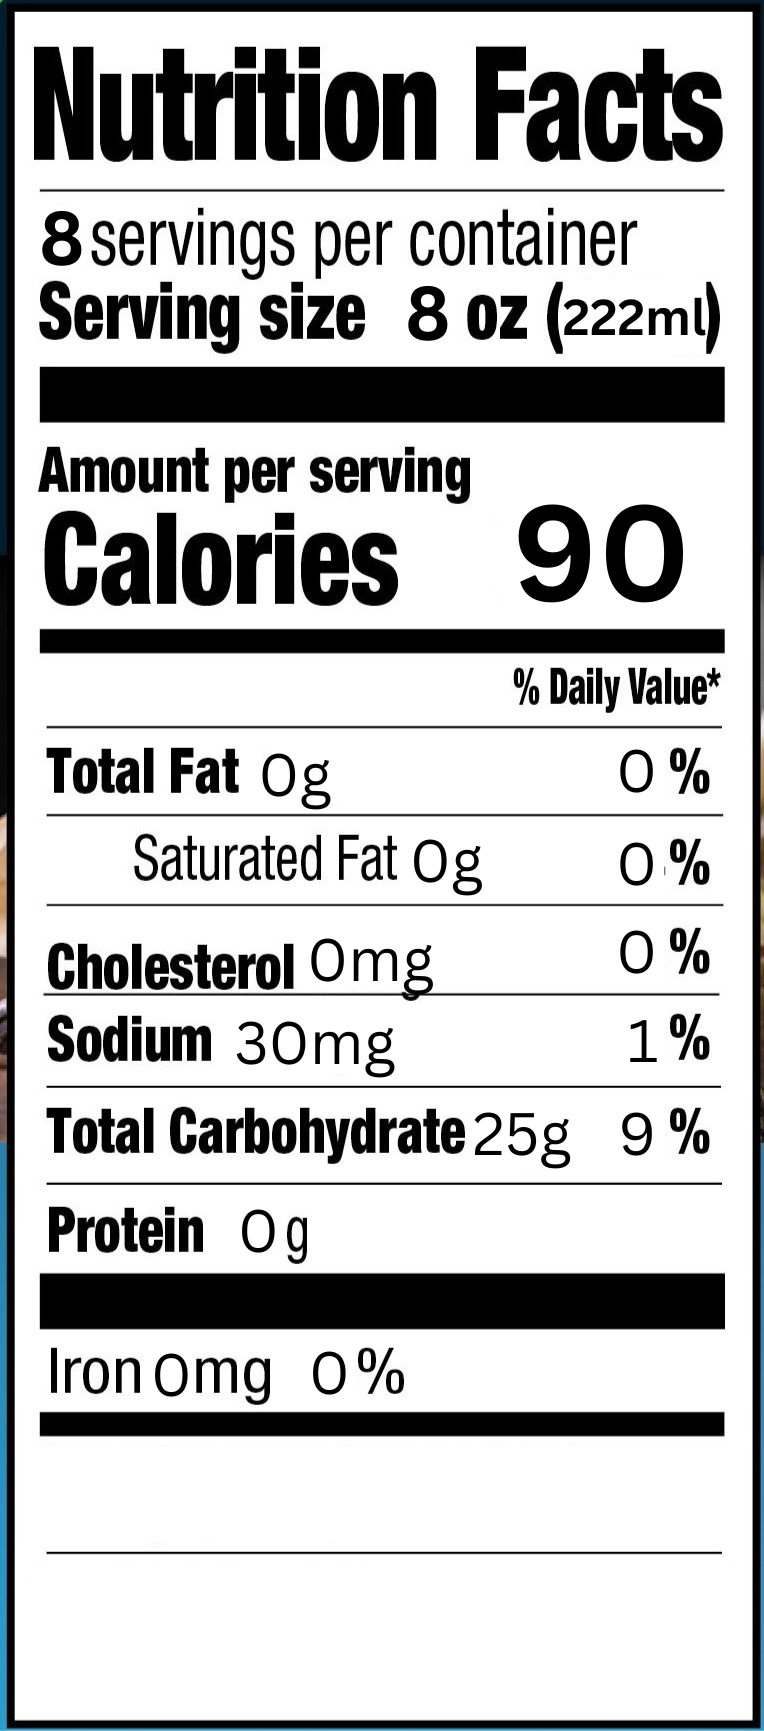 Nutrition Facts
8 servings per container
Serving size 8 oz (222ml)
Amount per serving
Calories 90
% Daily Value*
Total Fat 0g 0%
Saturated Fat 0g 0%
Cholesterol 0mg 0%
Sodium 30mg 1%
Total Carbohydrate 25g 9%
Protein 0g
Iron 0mg 0%